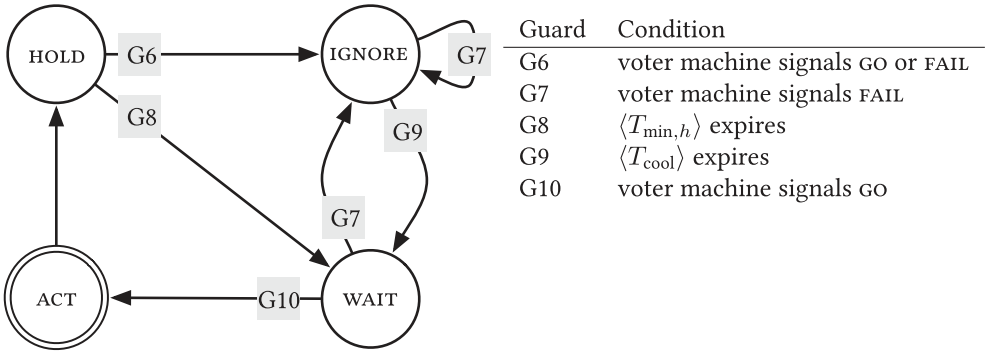 HOLD
G6
IGNORE
G7
G8
G9
G7
ACT
G10
WAIT
Guard Condition
G6 voter machine signals GO or FAIL
G7 voter machine signals FAIL
G8 ⟨T_min,h⟩ expires
G9 ⟨T_cool⟩ expires
G10 voter machine signals GO